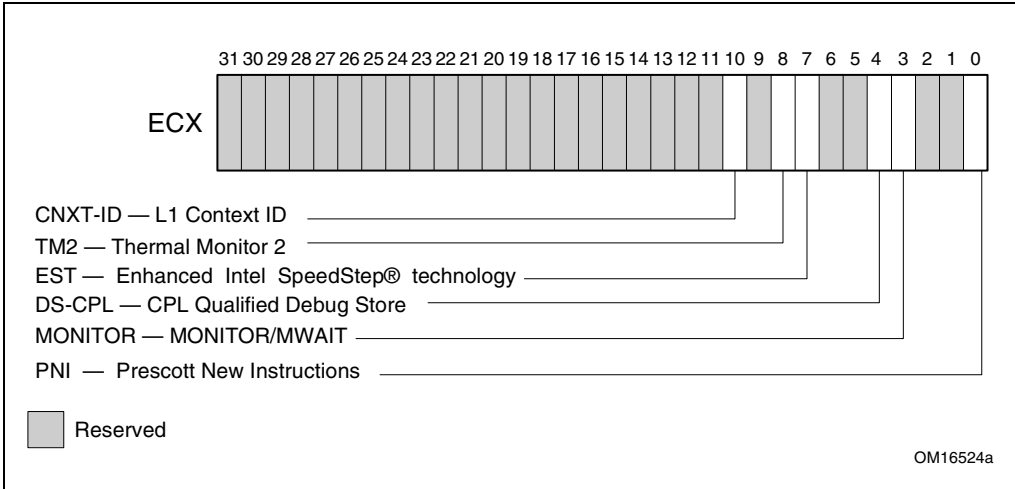 31 30 29 28 27 26 25 24 23 22 21 20 19 18 17 16 15 14 13 12 11 10 9 8 7 6 5 4 3 2 1 0
ECX
CNXT-ID — L1 Context ID
TM2 — Thermal Monitor 2
EST — Enhanced Intel SpeedStep® technology
DS-CPL — CPL Qualified Debug Store
MONITOR — MONITOR/MWAIT
PNI — Prescott New Instructions
Reserved
OM16524a